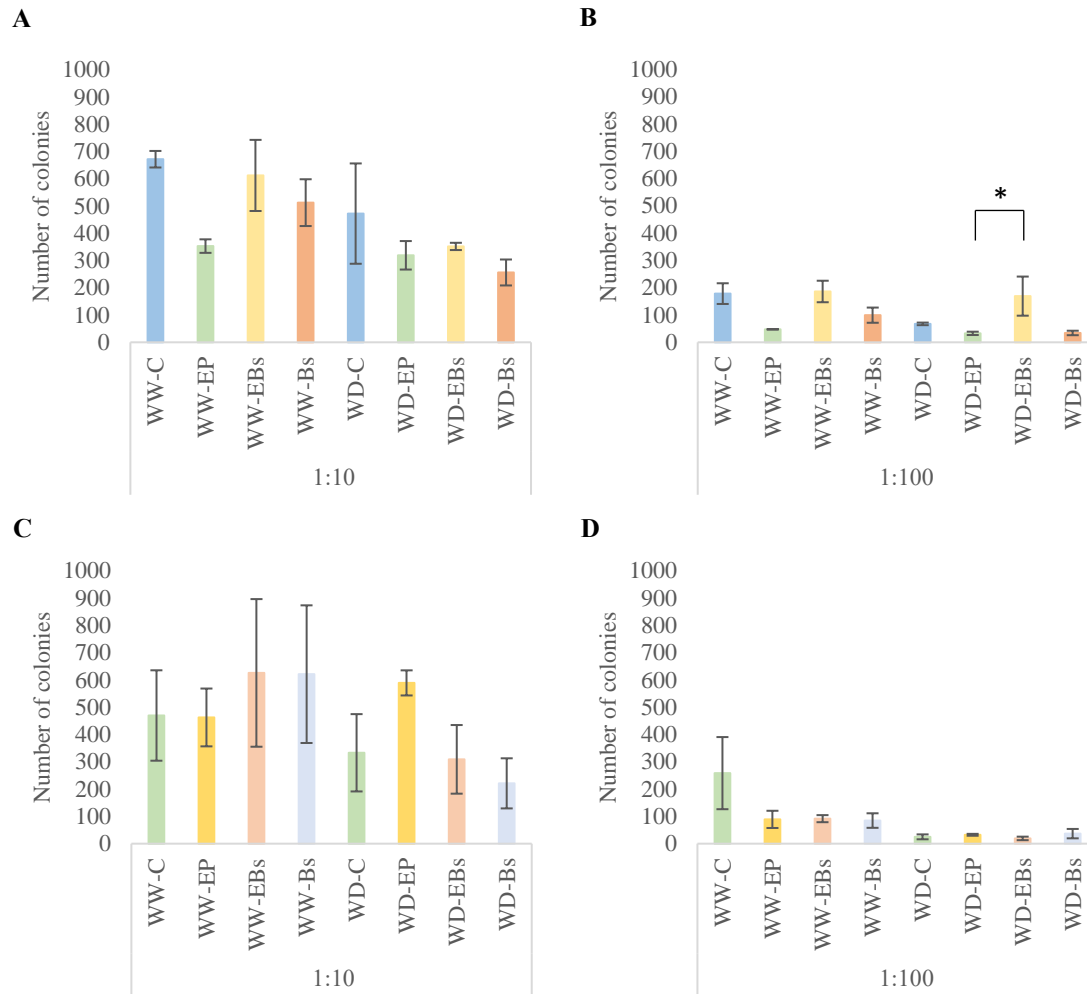 A
Number of colonies
1000
900
800
700
600
500
400
300
200
100
0
WW-C
WW-EP
WW-EBs
WW-Bs
WD-C
WD-EP
WD-EBs
WD-Bs
1:10
B
Number of colonies
1000
900
800
700
600
500
400
300
200
100
0
*
WW-C
WW-EP
WW-EBs
WW-Bs
WD-C
WD-EP
WD-EBs
WD-Bs
1:100
C
Number of colonies
1000
900
800
700
600
500
400
300
200
100
0
WW-C
WW-EP
WW-EBs
WW-Bs
WD-C
WD-EP
WD-EBs
WD-Bs
1:10
D
Number of colonies
1000
900
800
700
600
500
400
300
200
100
0
WW-C
WW-EP
WW-EBs
WW-Bs
WD-C
WD-EP
WD-EBs
WD-Bs
1:100